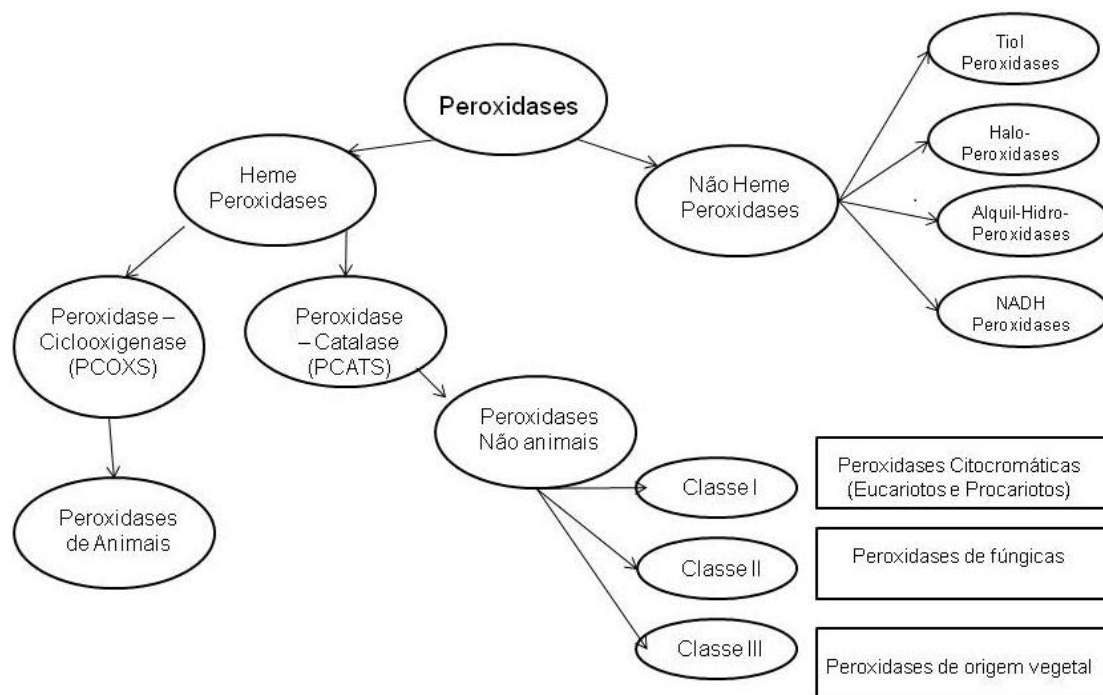 Peroxidases
Heme
Peroxidases
Não Heme
Peroxidases
Tiol
Peroxidases
Halo-
Peroxidases
Alquil-Hidro-
Peroxidases
NADH
Peroxidases
Peroxidase –
Ciclooxigenase
(PCOXS)
Peroxidase
– Catalase
(PCATS)
Peroxidases
Não animais
Peroxidases
de Animais
Classe I
Peroxidases Citocromáticas
(Eucariotos e Procariotos)
Classe II
Peroxidases de fúngicas
Classe III
Peroxidases de origem vegetal